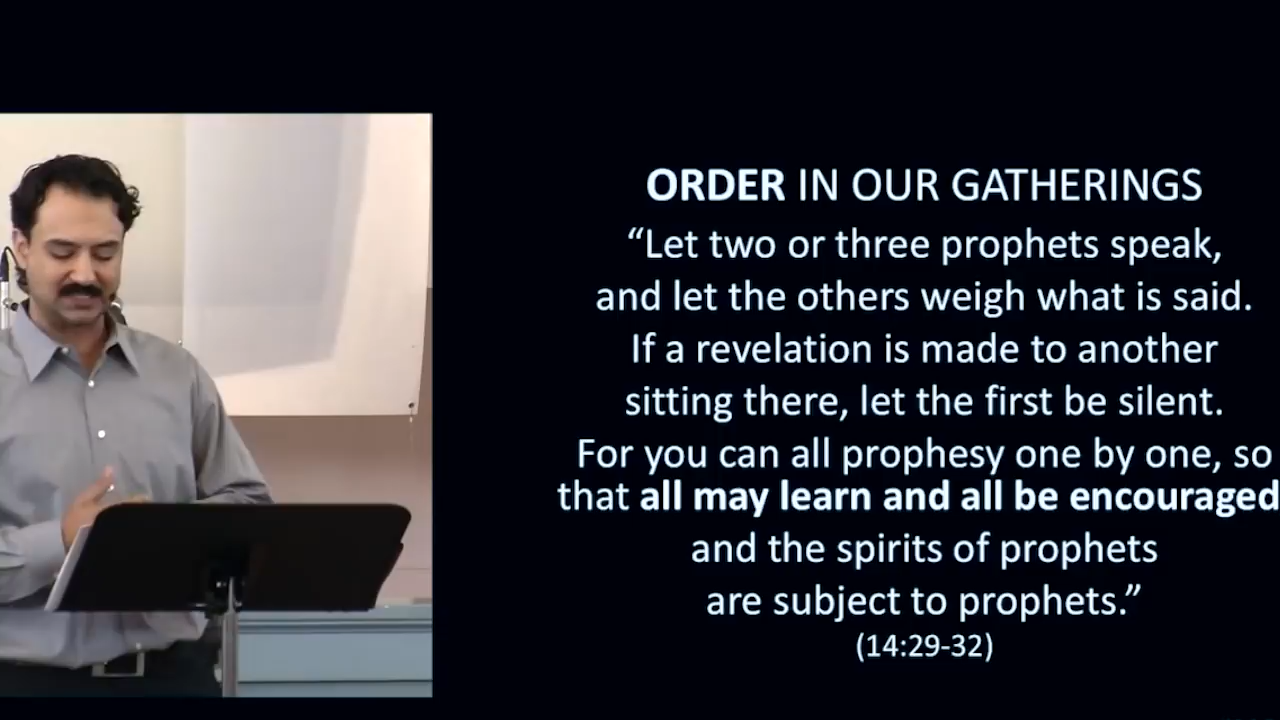 ORDER IN OUR GATHERINGS
“Let two or three prophets speak,
and let the others weigh what is said.
If a revelation is made to another
sitting there, let the first be silent.
For you can all prophesy one by one, so
that all may learn and all be encouraged
and the spirits of prophets
are subject to prophets.”
(14:29-32)